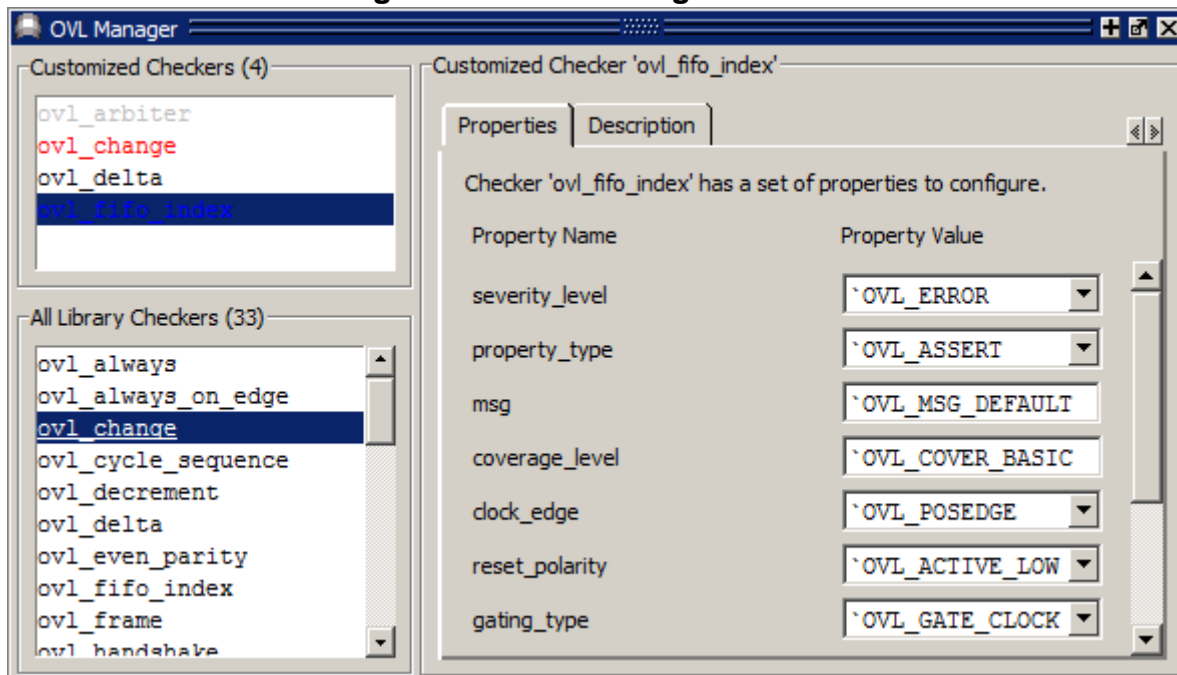 OVL Manager
Customized Checkers (4)
ovl_arbiter
ovl_change
ovl_delta
ovl_fifo_index
All Library Checkers (33)
ovl_always
ovl_always_on_edge
ovl_change
ovl_cycle_sequence
ovl_decrement
ovl_delta
ovl_even_parity
ovl_fifo_index
ovl_frame
ovl_handshake
Customized Checker 'ovl_fifo_index'
Properties Description
Checker 'ovl_fifo_index' has a set of properties to configure.
Property Name Property Value
severity_level `OVL_ERROR
property_type `OVL_ASSERT
msg `OVL_MSG_DEFAULT
coverage_level `OVL_COVER_BASIC
clock_edge `OVL_POSEDGE
reset_polarity `OVL_ACTIVE_LOW
gating_type `OVL_GATE_CLOCK